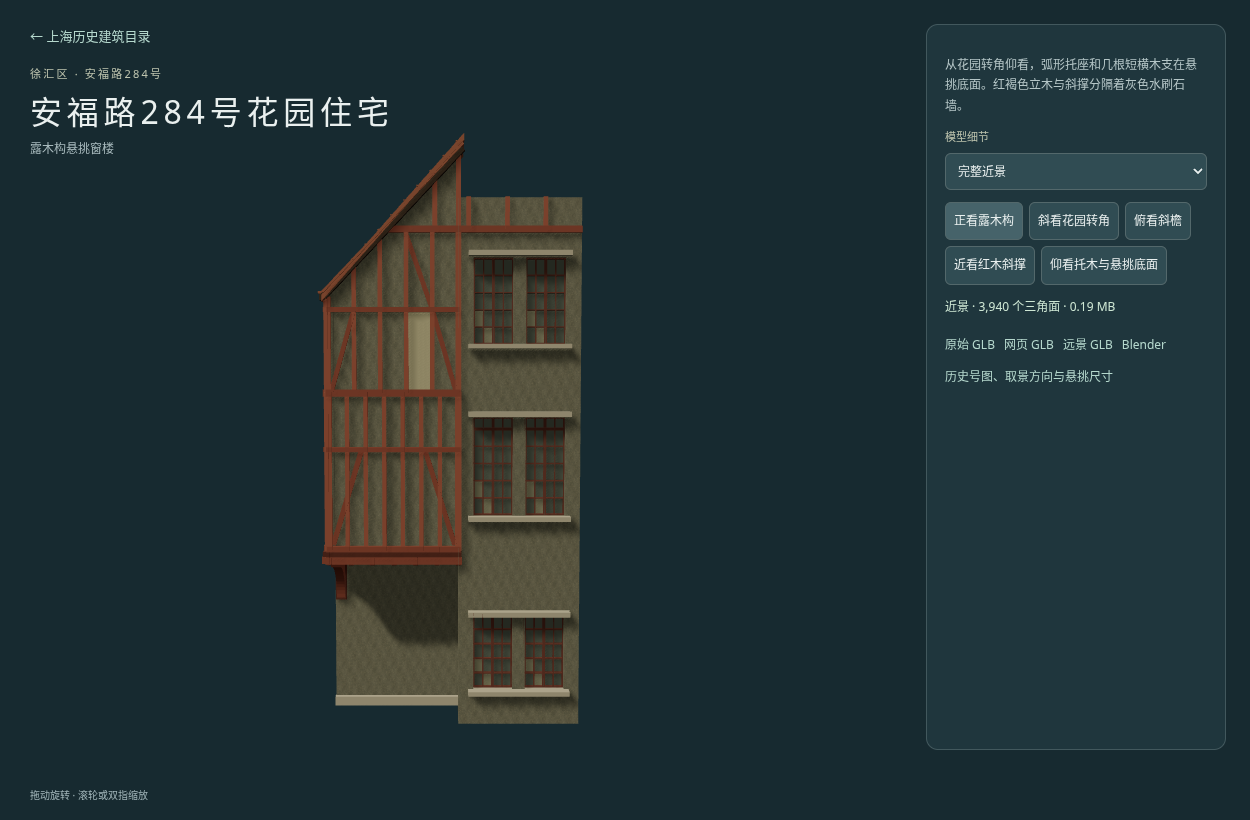 ← 上海历史建筑目录
徐汇区 · 安福路284号
安福路284号花园住宅
露木构悬挑窗楼
从花园转角仰看，弧形托座和几根短横木支在悬
挑底面。红褐色立木与斜撑分隔着灰色水刷石
墙。
模型细节
完整近景
正看露木构 斜看花园转角 俯看斜檐
近看红木斜撑 仰看托木与悬挑底面
近景 · 3,940 个三角面 · 0.19 MB
原始 GLB 网页 GLB 远景 GLB Blender
历史号图、取景方向与悬挑尺寸
拖动旋转 · 滚轮或双指缩放